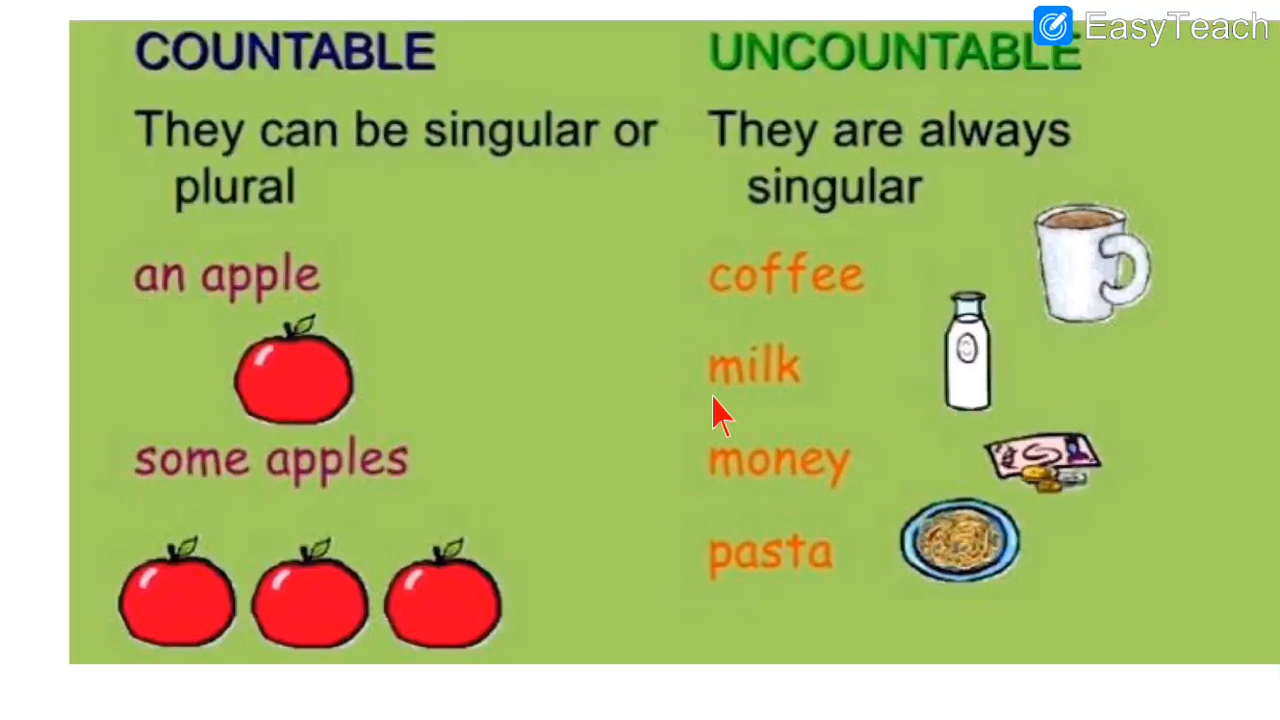 EasyTeach
COUNTABLE
They can be singular or
plural
an apple
some apples
UNCOUNTABLE
They are always
singular
coffee
milk
money
pasta